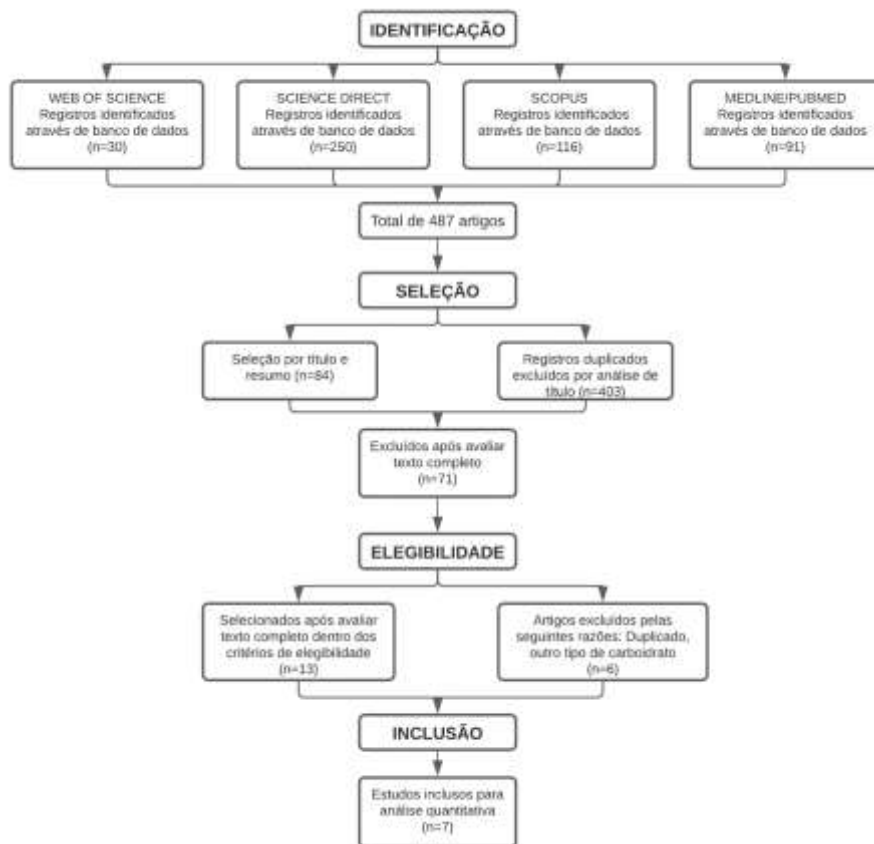 IDENTIFICAÇÃO
WEB OF SCIENCE
Registros identificados
através de banco de dados
(n=30)
SCIENCE DIRECT
Registros identificados
através de banco de dados
(n=250)
SCOPUS
Registros identificados
através de banco de dados
(n=116)
MEDLINE/PUBMED
Registros identificados
através de banco de dados
(n=91)
Total de 487 artigos
SELEÇÃO
Seleção por título e
resumo (n=84)
Registros duplicados
excluídos por análise de
título (n=403)
Excluídos após avaliar
texto completo
(n=71)
ELEGIBILIDADE
Selecionados após avaliar
texto completo dentro dos
critérios de elegibilidade
(n=13)
Artigos excluídos pelas
seguintes razões: Duplicado,
outro tipo de carboidrato
(n=6)
INCLUSÃO
Estudos inclusos para
análise quantitativa
(n=7)